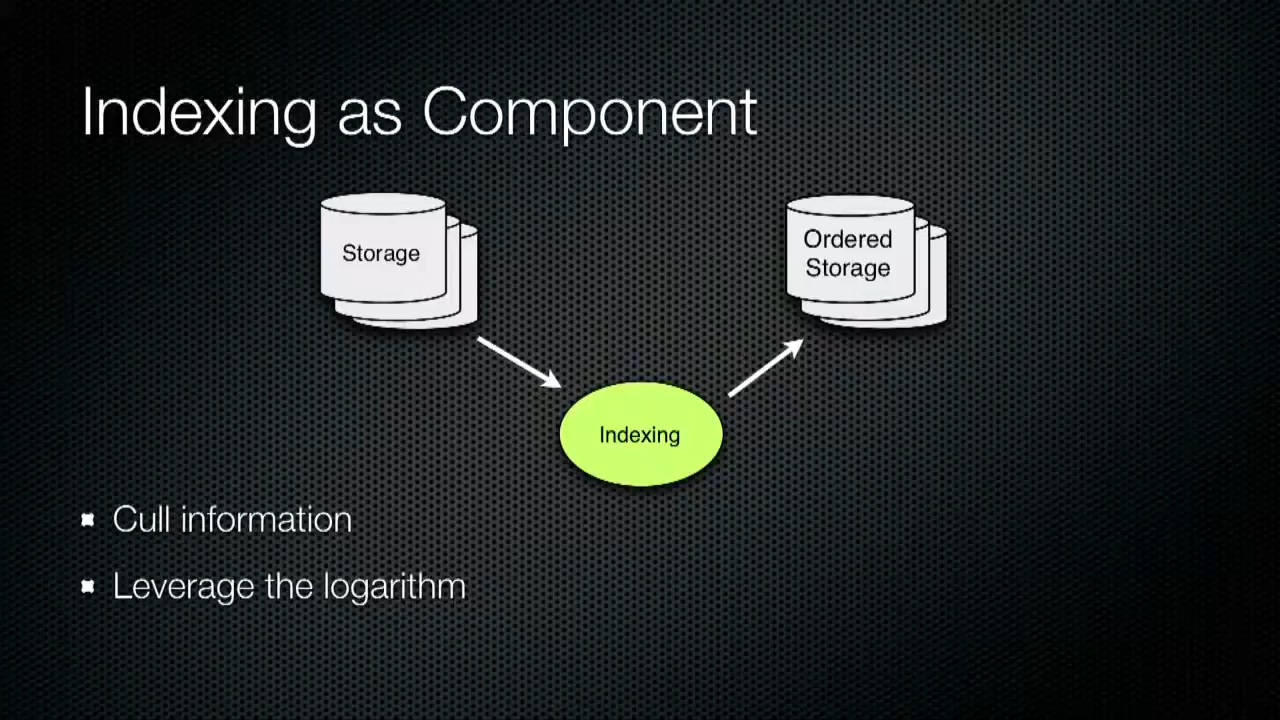 Indexing as Component
Storage
Ordered
Storage
Indexing
Cull information
Leverage the logarithm